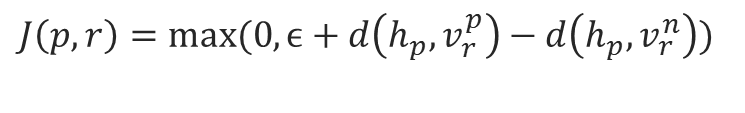 J(p, r) = max(0, ϵ + d(h_p, v_r^p) − d(h_p, v_r^n))